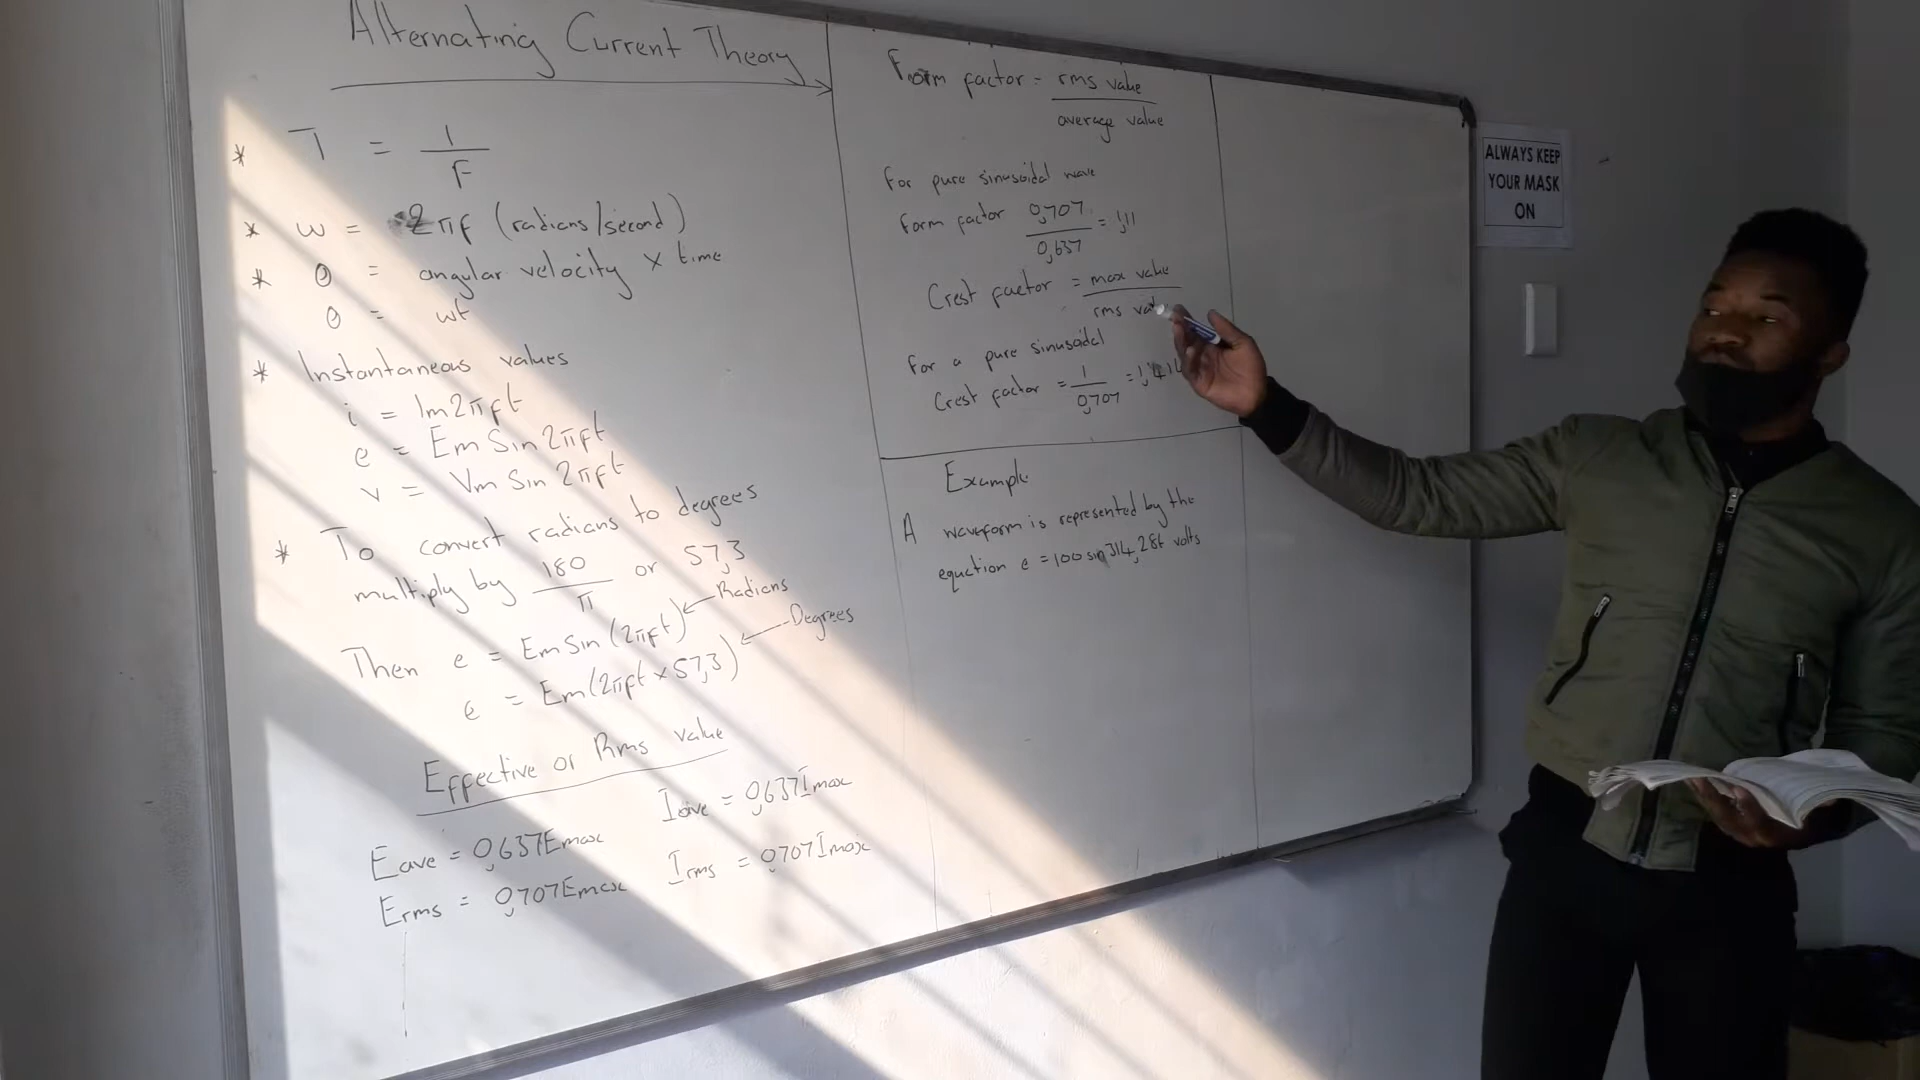 Alternating Current Theory
* T = 1/F
* w = 2πf (radians/second)
* θ = angular velocity x time
θ = wt
* Instantaneous values
i = Im2πft
e = Em Sin 2πft
v = Vm Sin 2πft
* To convert radians to degrees
multiply by 180/π or 57,3
Then e = Em Sin (2πft) ← Radians
e = Em(2πft x 57,3) ← Degrees
Effective or Rms value
Eave = 0,637Emax Iave = 0,637Imax
Erms = 0,707Emax Irms = 0,707Imax
Form factor = rms value / average value
For pure sinusoidal wave
Form factor 0,707 / 0,637 = 1,11
Crest factor = max value / rms
For a pure sinusoidal
Crest factor = 1 / 0,707 = 1,414
Example
A waveform is represented by the
equation e = 100 sin 314,28t volts
ALWAYS KEEP
YOUR MASK
ON